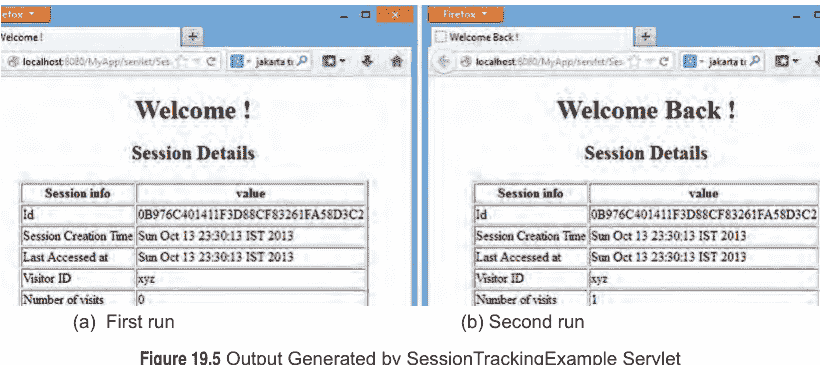 efox
Welcome !
localhost:8080/MyApp/servlet/Ses
jakarta t
Welcome !
Session Details
Session info value
Id 0B976C401411F3D88CF83261FA58D3C2
Session Creation Time Sun Oct 13 23:30:13 IST 2013
Last Accessed at Sun Oct 13 23:30:13 IST 2013
Visitor ID xyz
Number of visits 0
(a) First run
Firefox
Welcome Back !
localhost:8080/MyApp/servlet/Ses
jakarta t
Welcome Back !
Session Details
Session info value
Id 0B976C401411F3D88CF83261FA58D3C2
Session Creation Time Sun Oct 13 23:30:13 IST 2013
Last Accessed at Sun Oct 13 23:30:13 IST 2013
Visitor ID xyz
Number of visits 1
(b) Second run
Figure 19.5 Output Generated by SessionTrackingExample Servlet